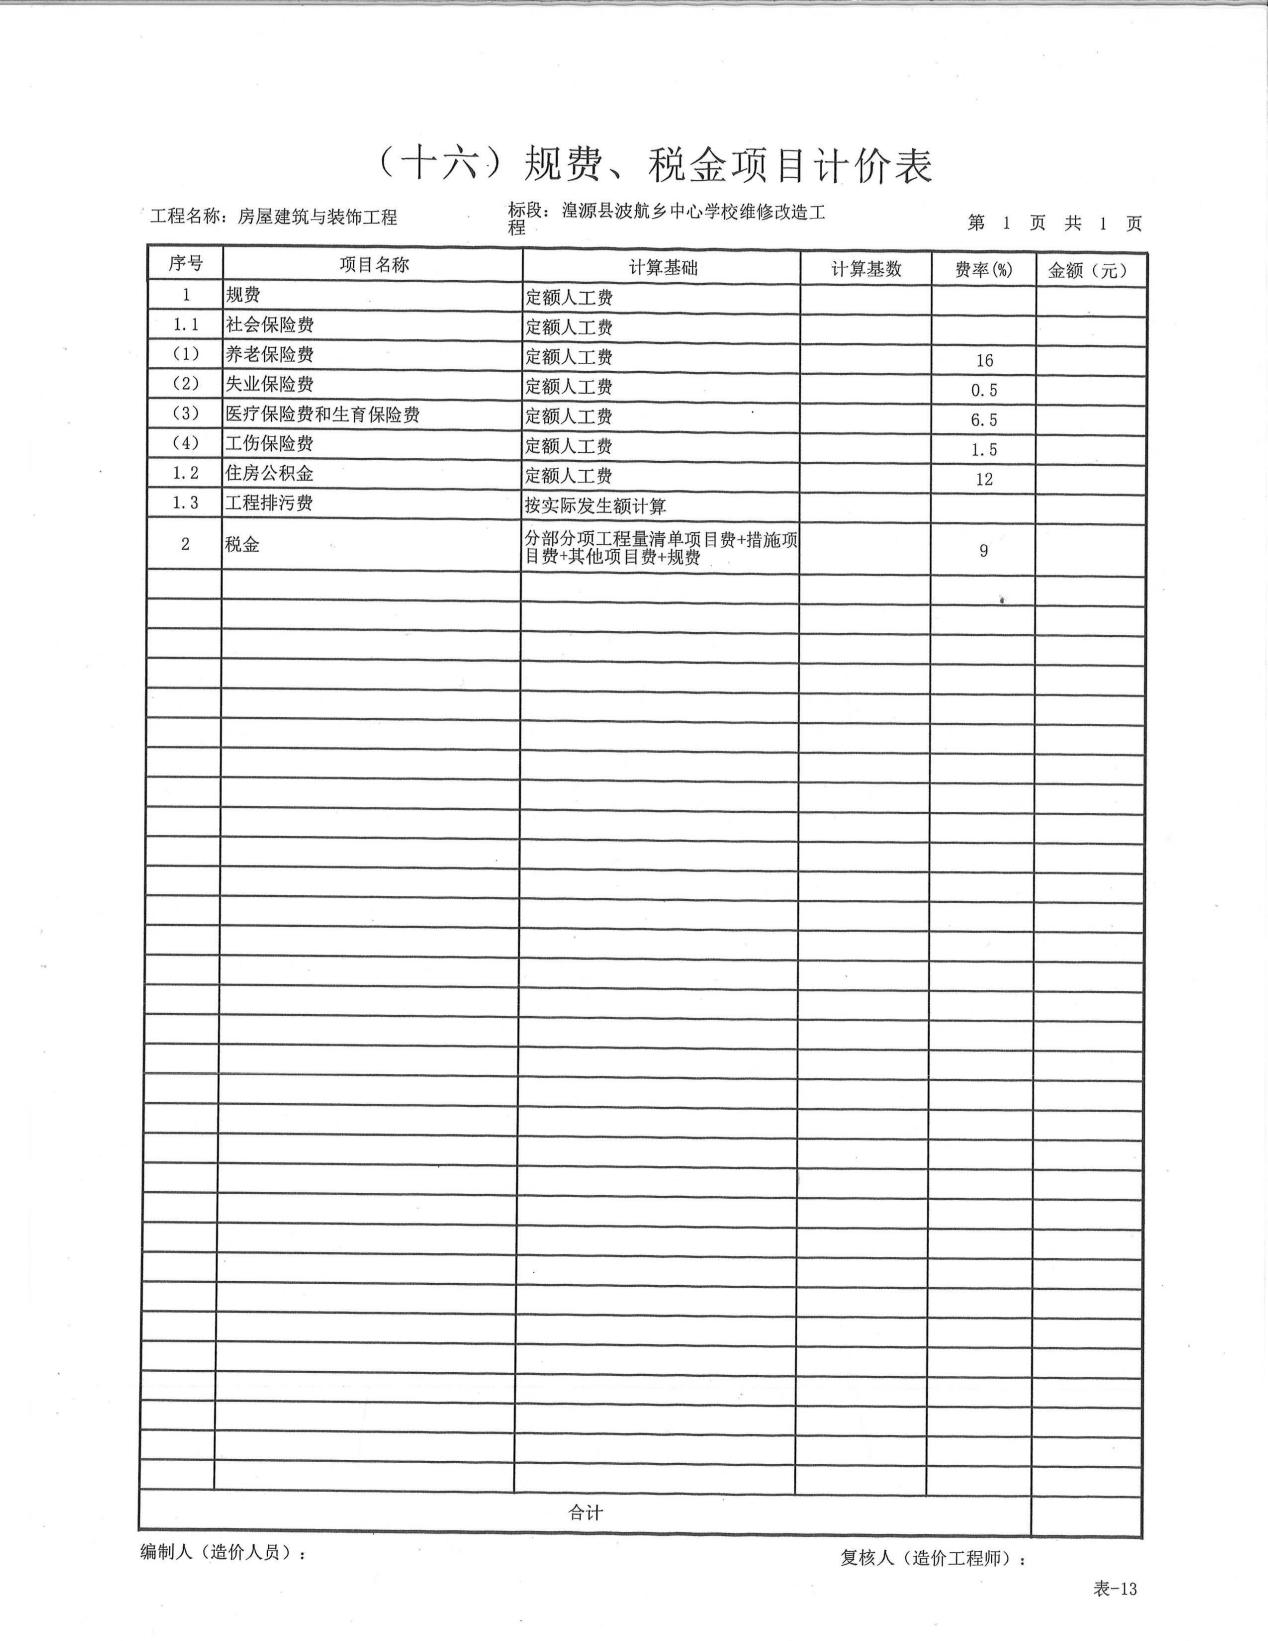 （十六）规费、税金项目计价表
工程名称：房屋建筑与装饰工程
标段：湟源县波航乡中心学校维修改造工
程
第 1 页 共 1 页
序号 项目名称 计算基础 计算基数 费率(%) 金额（元）
1 规费 定额人工费
1.1 社会保险费 定额人工费
(1) 养老保险费 定额人工费 16
(2) 失业保险费 定额人工费 0.5
(3) 医疗保险费和生育保险费 定额人工费 6.5
(4) 工伤保险费 定额人工费 1.5
1.2 住房公积金 定额人工费 12
1.3 工程排污费 按实际发生额计算
2 税金 分部分项工程量清单项目费+措施项
目费+其他项目费+规费 9
合计
编制人（造价人员）：
复核人（造价工程师）：
表-13